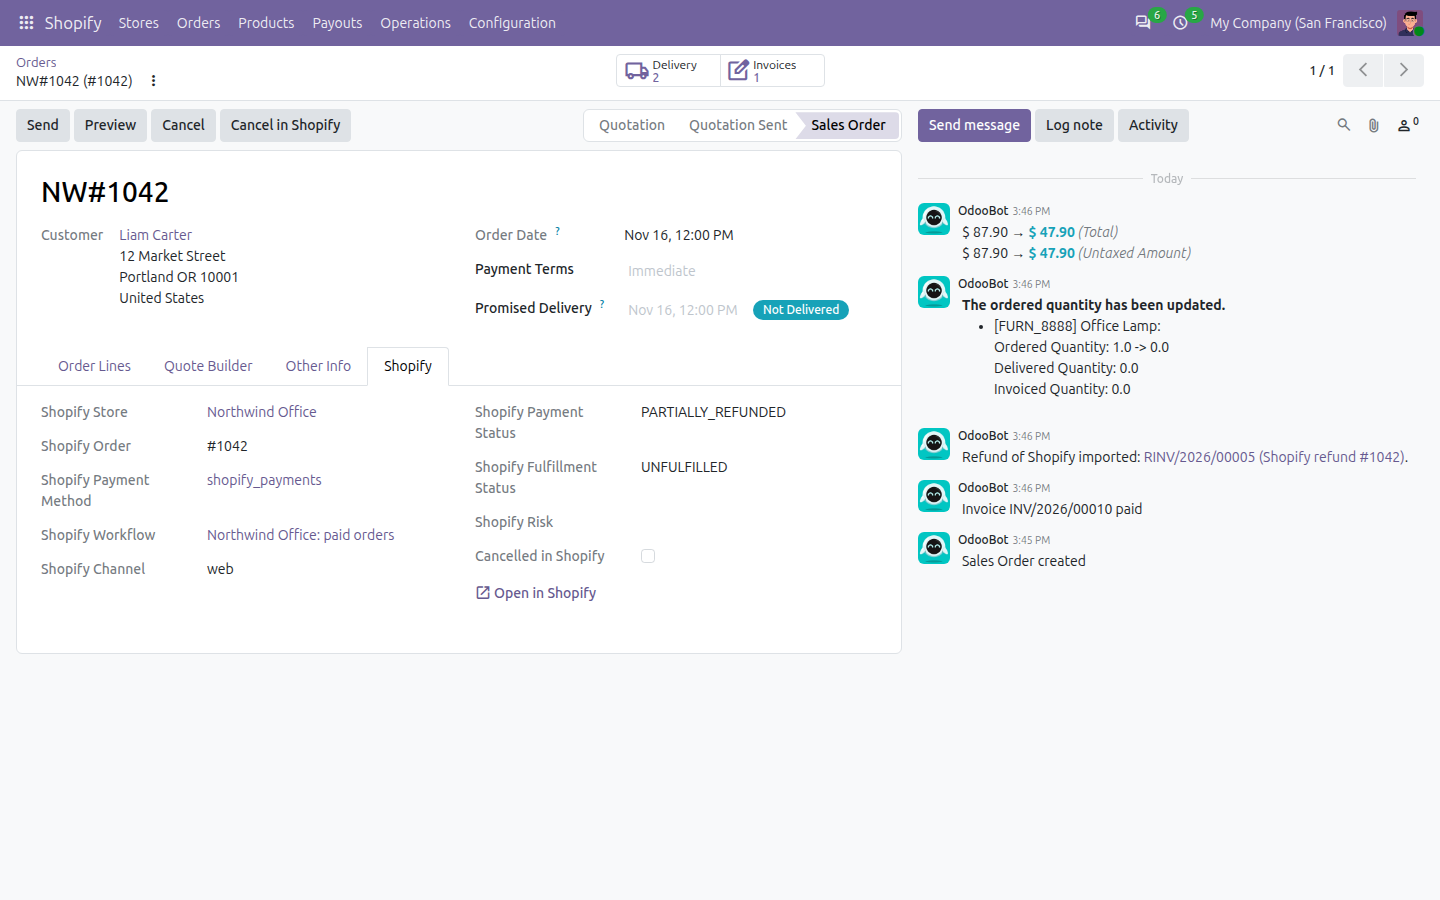 Shopify Stores Orders Products Payouts Operations Configuration 6 5 My Company (San Francisco)
Orders
NW#1042 (#1042)
Delivery
2
Invoices
1
1 / 1
Send Preview Cancel Cancel in Shopify
Quotation Quotation Sent Sales Order
Send message Log note Activity 0
NW#1042
Customer Liam Carter
12 Market Street
Portland OR 10001
United States
Order Date ? Nov 16, 12:00 PM
Payment Terms Immediate
Promised Delivery ? Nov 16, 12:00 PM Not Delivered
Order Lines Quote Builder Other Info Shopify
Shopify Store Northwind Office
Shopify Order #1042
Shopify Payment
Method
shopify_payments
Shopify Workflow Northwind Office: paid orders
Shopify Channel web
Shopify Payment
Status
PARTIALLY_REFUNDED
Shopify Fulfillment
Status
UNFULFILLED
Shopify Risk
Cancelled in Shopify
Open in Shopify
Today
OdooBot 3:46 PM
$ 87.90 → $ 47.90 (Total)
$ 87.90 → $ 47.90 (Untaxed Amount)
OdooBot 3:46 PM
The ordered quantity has been updated.
• [FURN_8888] Office Lamp:
Ordered Quantity: 1.0 -> 0.0
Delivered Quantity: 0.0
Invoiced Quantity: 0.0
OdooBot 3:46 PM
Refund of Shopify imported: RINV/2026/00005 (Shopify refund #1042).
OdooBot 3:46 PM
Invoice INV/2026/00010 paid
OdooBot 3:45 PM
Sales Order created